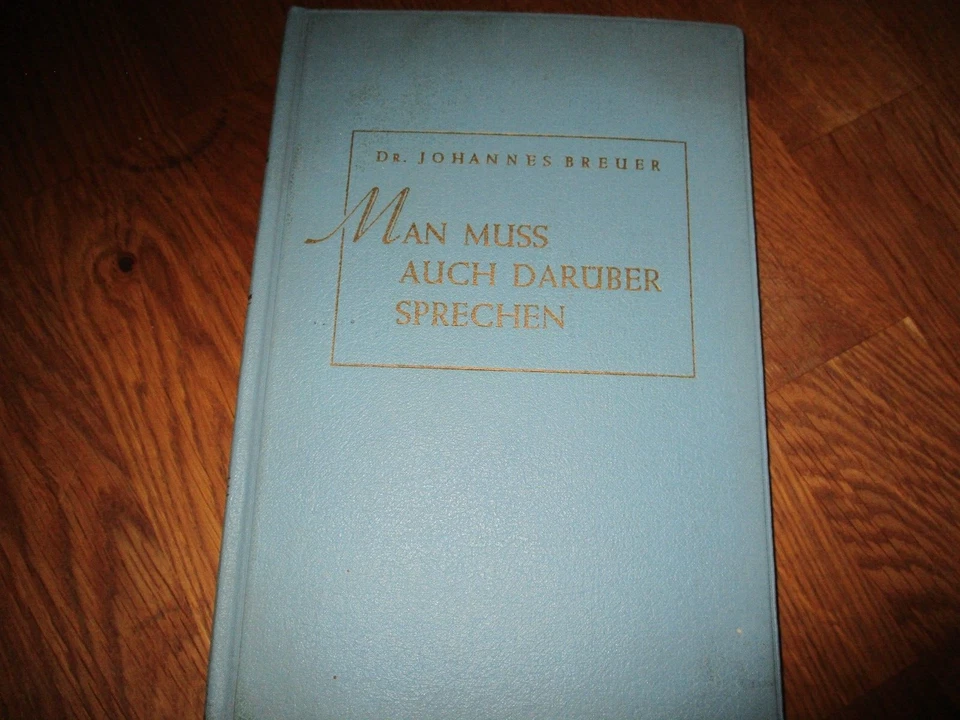 DR. JOHANNES BREUER
MAN MUSS
AUCH DARÜBER
SPRECHEN